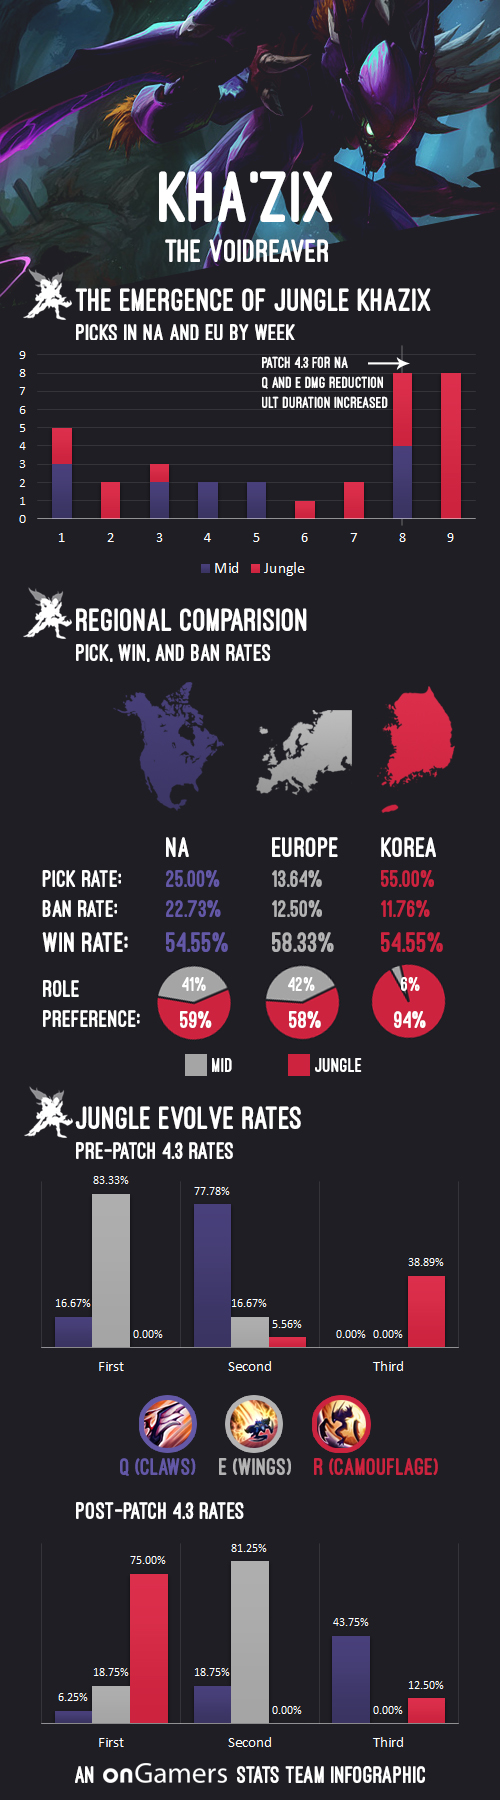 KHA'ZIX
THE VOIDREAVER
THE EMERGENCE OF JUNGLE KHAZIX
PICKS IN NA AND EU BY WEEK
9
8
7
6
5
4
3
2
1
0
PATCH 4.3 FOR NA
Q AND E DMG REDUCTION
ULT DURATION INCREASED
1 2 3 4 5 6 7 8 9
Mid Jungle
REGIONAL COMPARISION
PICK, WIN, AND BAN RATES
NA EUROPE KOREA
PICK RATE: 25.00% 13.64% 55.00%
BAN RATE: 22.73% 12.50% 11.76%
WIN RATE: 54.55% 58.33% 54.55%
ROLE
PREFERENCE:
41% 42% 6%
59% 58% 94%
MID JUNGLE
JUNGLE EVOLVE RATES
PRE-PATCH 4.3 RATES
16.67% 83.33% 0.00% 77.78% 16.67% 5.56% 0.00% 0.00% 38.89%
First Second Third
Q (CLAWS) E (WINGS) R (CAMOUFLAGE)
POST-PATCH 4.3 RATES
6.25% 18.75% 75.00% 18.75% 81.25% 0.00% 43.75% 0.00% 12.50%
First Second Third
AN onGamers STATS TEAM INFOGRAPHIC